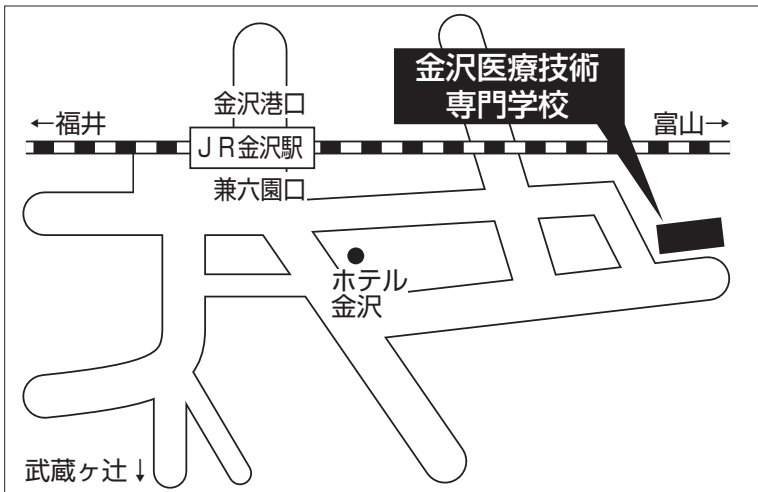 金沢医療技術
専門学校
金沢港口
←福井
富山→
ＪＲ金沢駅
兼六園口
ホテル
金沢
武蔵ヶ辻↓